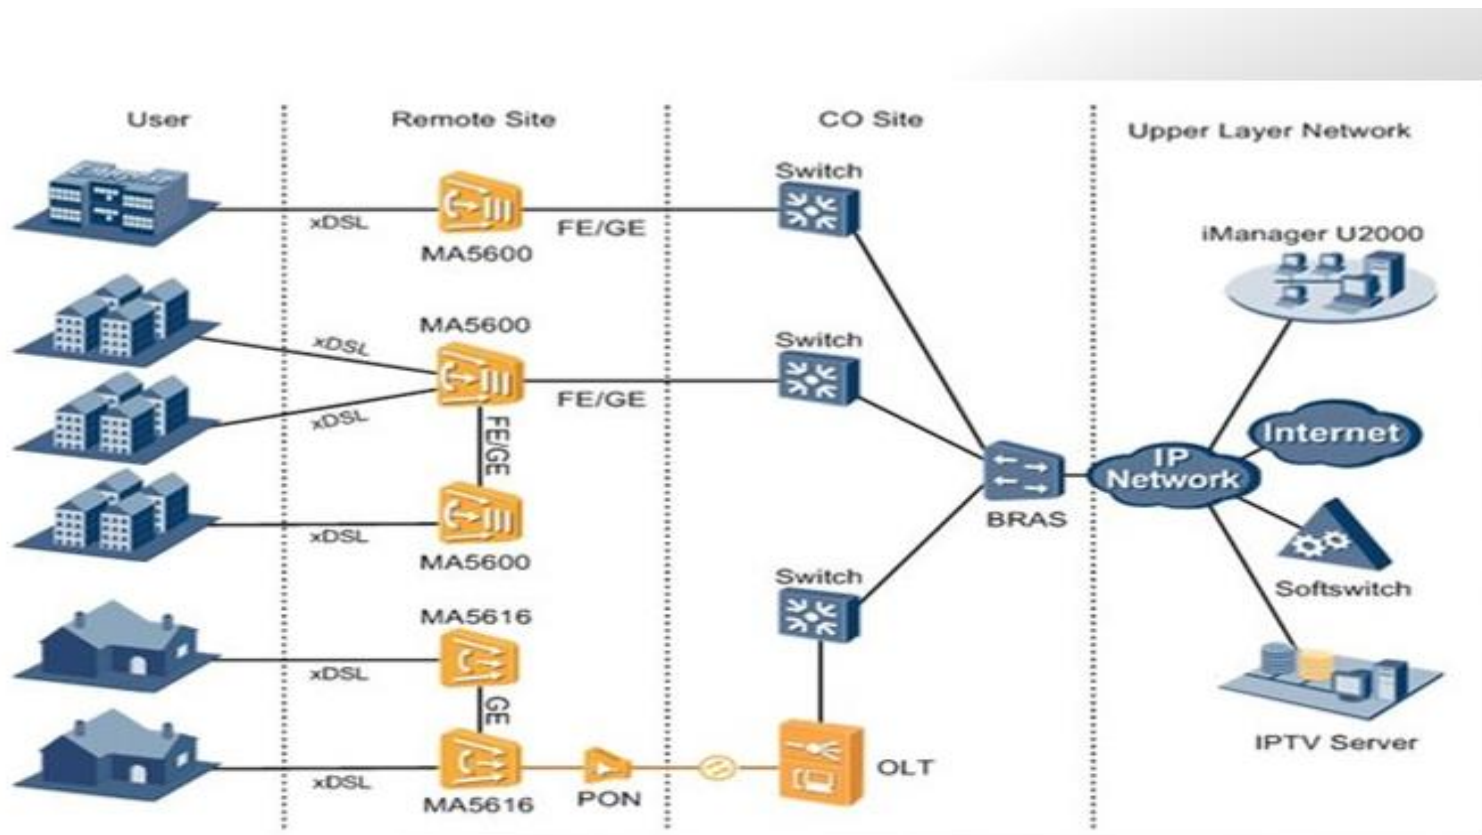 User
Remote Site
CO Site
Upper Layer Network
Switch
xDSL
FE/GE
MA5600
iManager U2000
MA5600
Switch
xDSL
FE/GE
xDSL
FE/GE
Internet
IP
Network
BRAS
xDSL
MA5600
Switch
Softswitch
MA5616
xDSL
GE
IPTV Server
OLT
xDSL
MA5616
PON